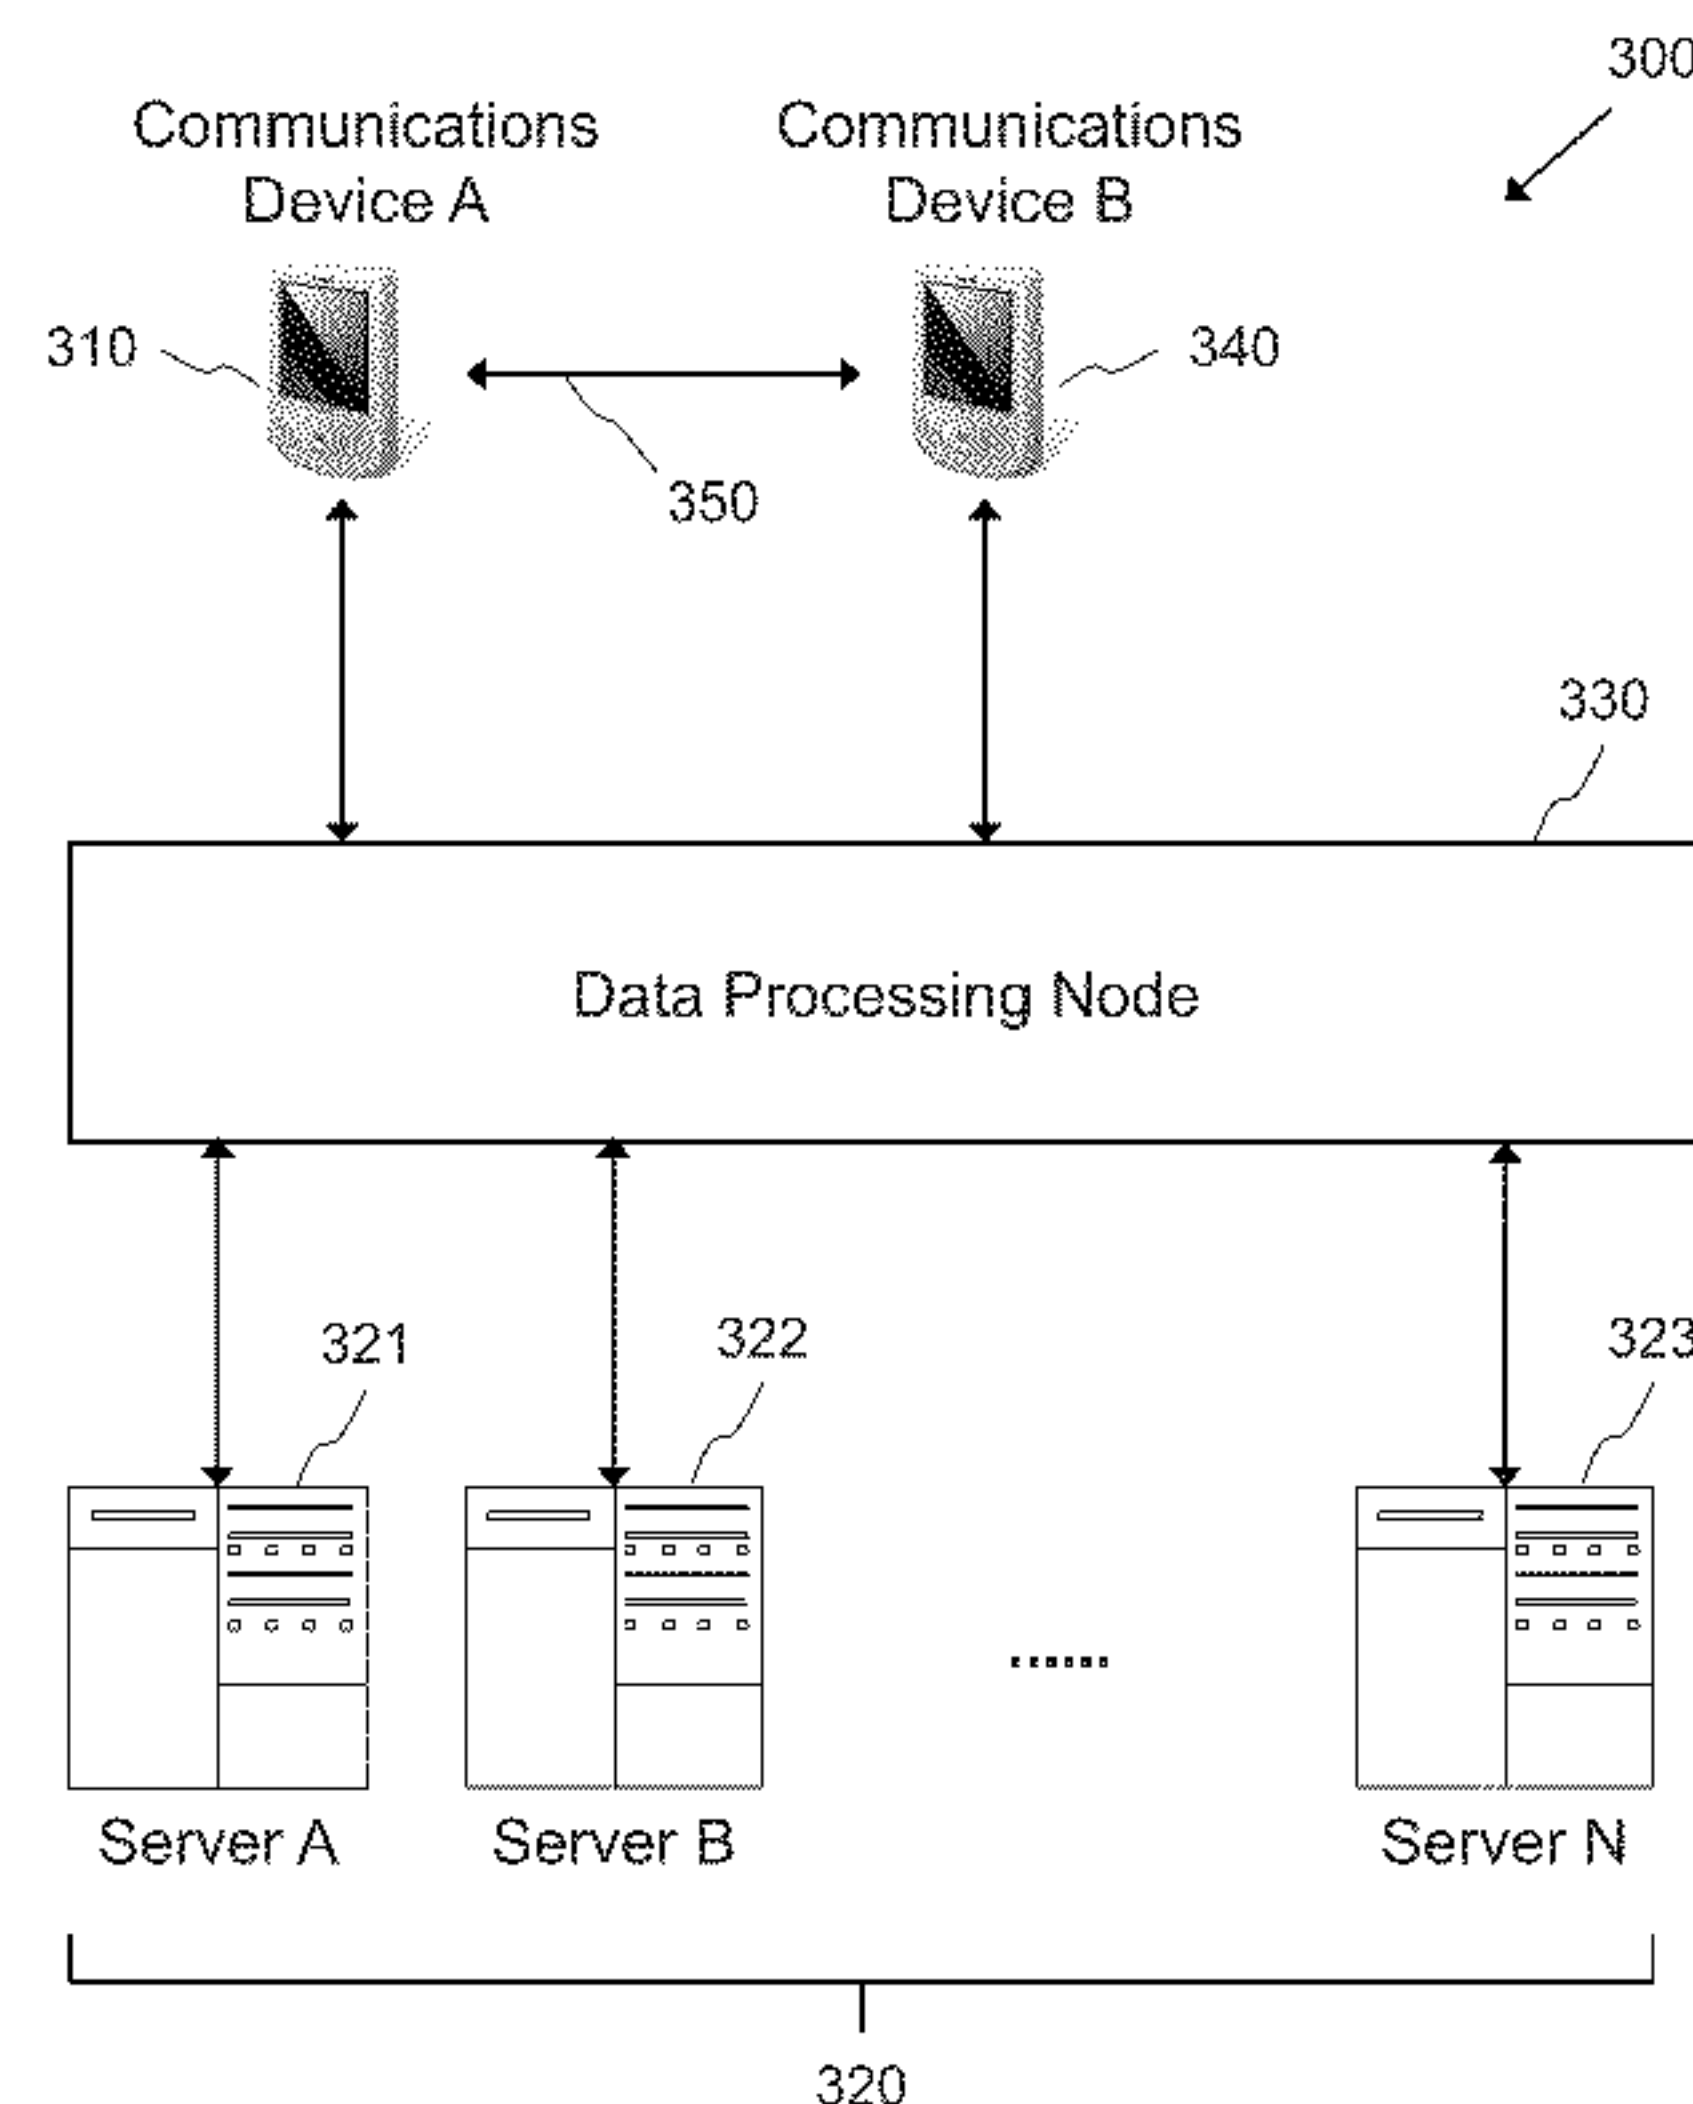 300
Communications
Device A
Communications
Device B
310
340
350
330
Data Processing Node
321
322
323
......
Server A
Server B
Server N
320